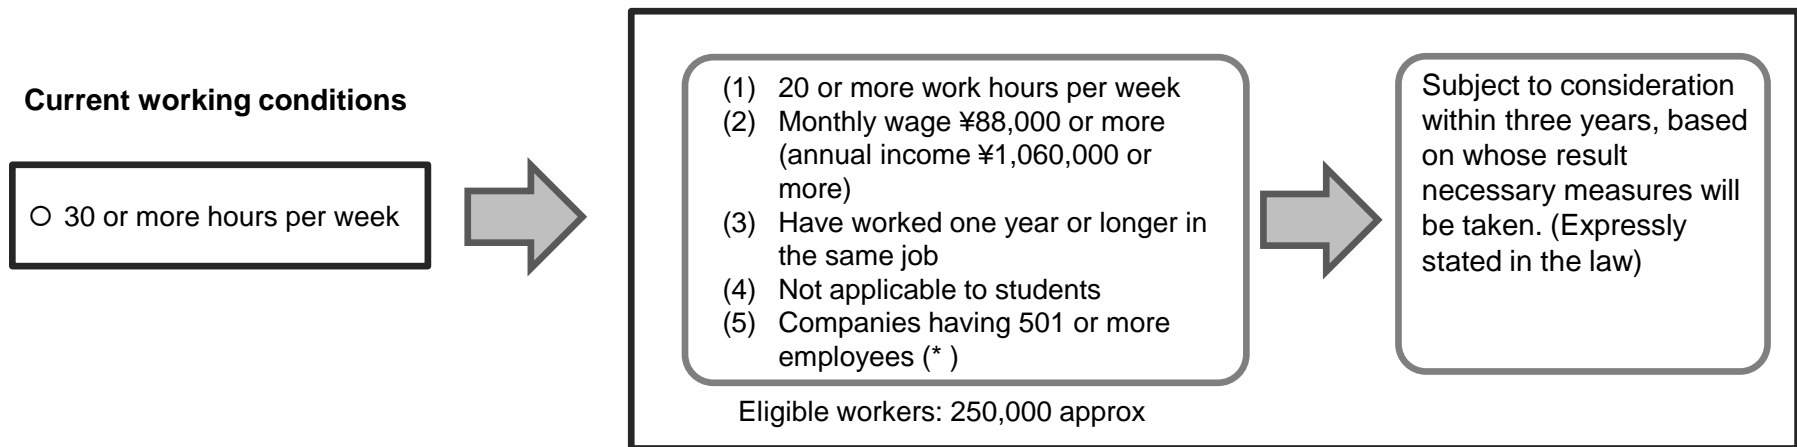 Current working conditions
○ 30 or more hours per week
(1) 20 or more work hours per week
(2) Monthly wage ¥88,000 or more
(annual income ¥1,060,000 or
more)
(3) Have worked one year or longer in
the same job
(4) Not applicable to students
(5) Companies having 501 or more
employees (* )
Eligible workers: 250,000 approx
Subject to consideration
within three years, based
on whose result
necessary measures will
be taken. (Expressly
stated in the law)